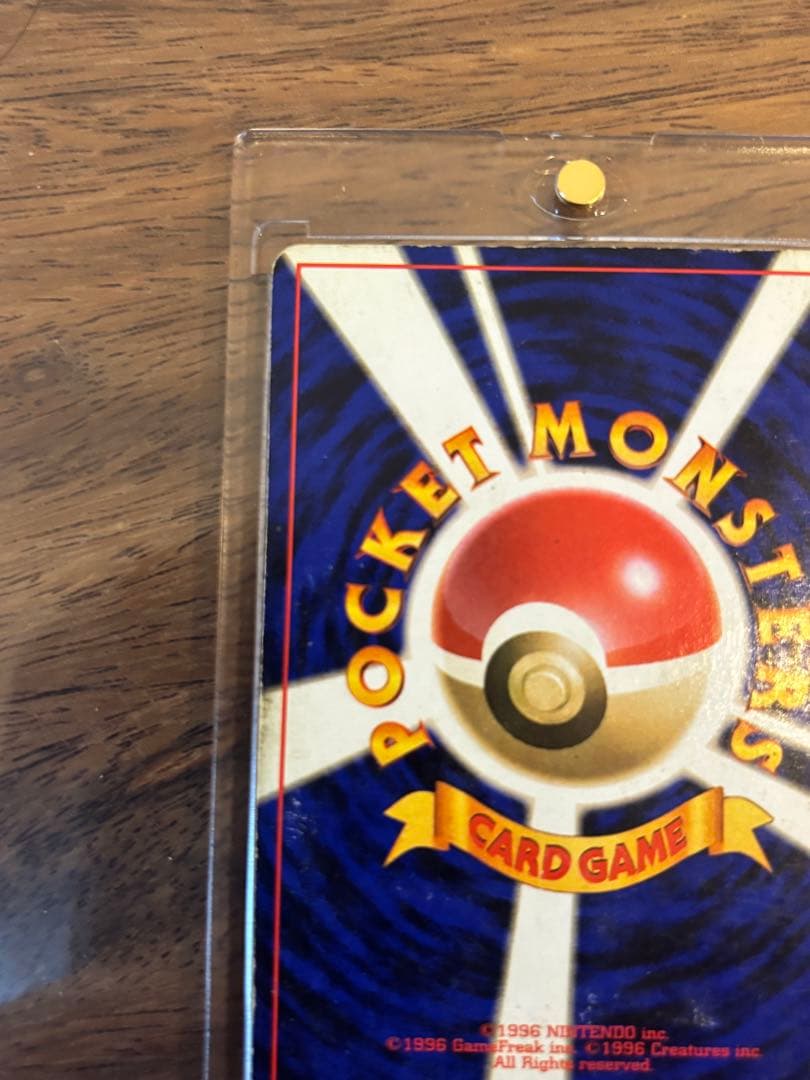 POCKET MONSTERS
CARD GAME
©1996 NINTENDO inc.
©1996 GameFreak inc. ©1996 Creatures inc.
All Rights reserved.